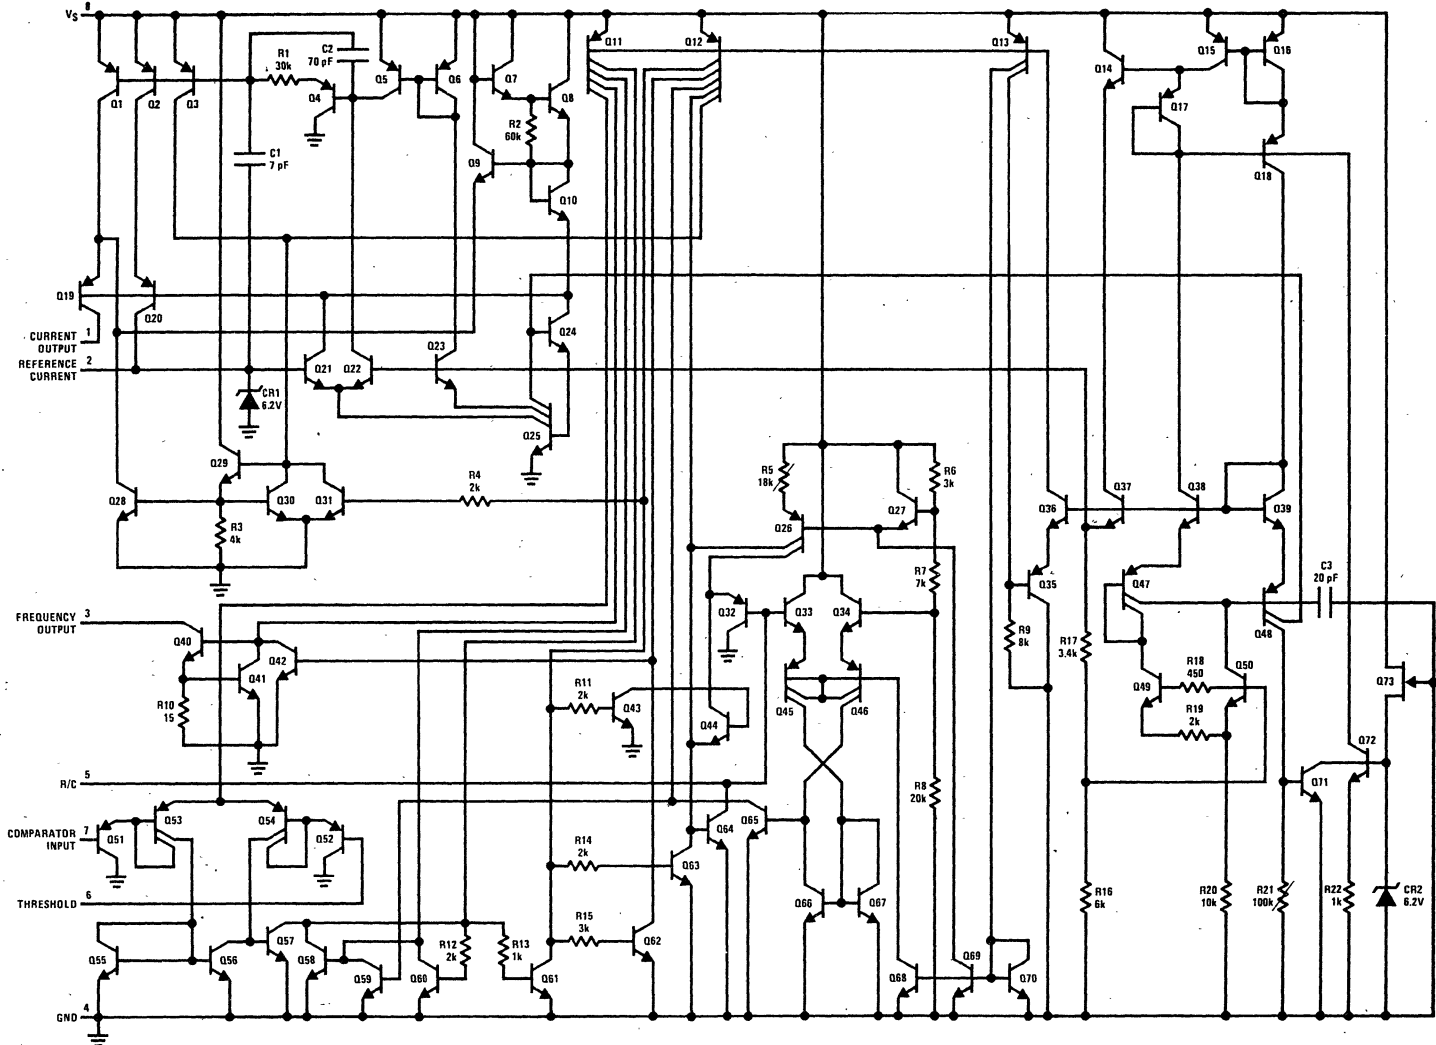 VS 8
Q1
Q2
Q3
R1
30k
C2
70 pF
Q4
Q5
Q6
Q7
Q8
Q11
Q12
Q13
Q14
Q15
Q16
Q17
Q18
C1
7 pF
R2
60k
Q9
Q10
Q19
Q20
CURRENT
OUTPUT
1
REFERENCE
CURRENT
2
CR1
6.2V
Q21
Q22
Q23
Q24
Q25
Q28
Q29
Q30
Q31
R3
4k
R4
2k
R5
18k
R6
3k
Q26
Q27
R7
7k
Q32
Q33
Q34
Q35
Q36
Q37
Q38
Q39
FREQUENCY
OUTPUT
3
Q40
Q41
Q42
R10
15
R11
2k
Q43
Q44
Q45
Q46
R9
8k
R17
3.4k
Q47
Q48
C3
20 pF
Q49
R18
450
Q50
R19
2k
Q73
R/C
5
R8
20k
Q72
Q71
COMPARATOR
INPUT
7
Q51
Q53
Q54
Q52
THRESHOLD
6
R14
2k
Q63
Q64
Q65
Q66
Q67
R16
6k
R20
10k
R21
100k
R22
1k
CR2
6.2V
Q55
Q56
Q57
Q58
Q59
Q60
R12
2k
R13
1k
Q61
R15
3k
Q62
Q68
Q69
Q70
GND
4